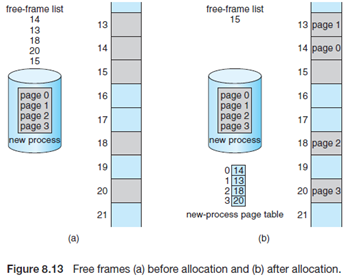 free-frame list
14
13
18
20
15
13
14
15
16
17
18
19
20
21
page 0
page 1
page 2
page 3
new process
(a)
free-frame list
15
13 page 1
14 page 0
15
16
17
18 page 2
19
20 page 3
21
page 0
page 1
page 2
page 3
new process
0 14
1 13
2 18
3 20
new-process page table
(b)
Figure 8.13 Free frames (a) before allocation and (b) after allocation.